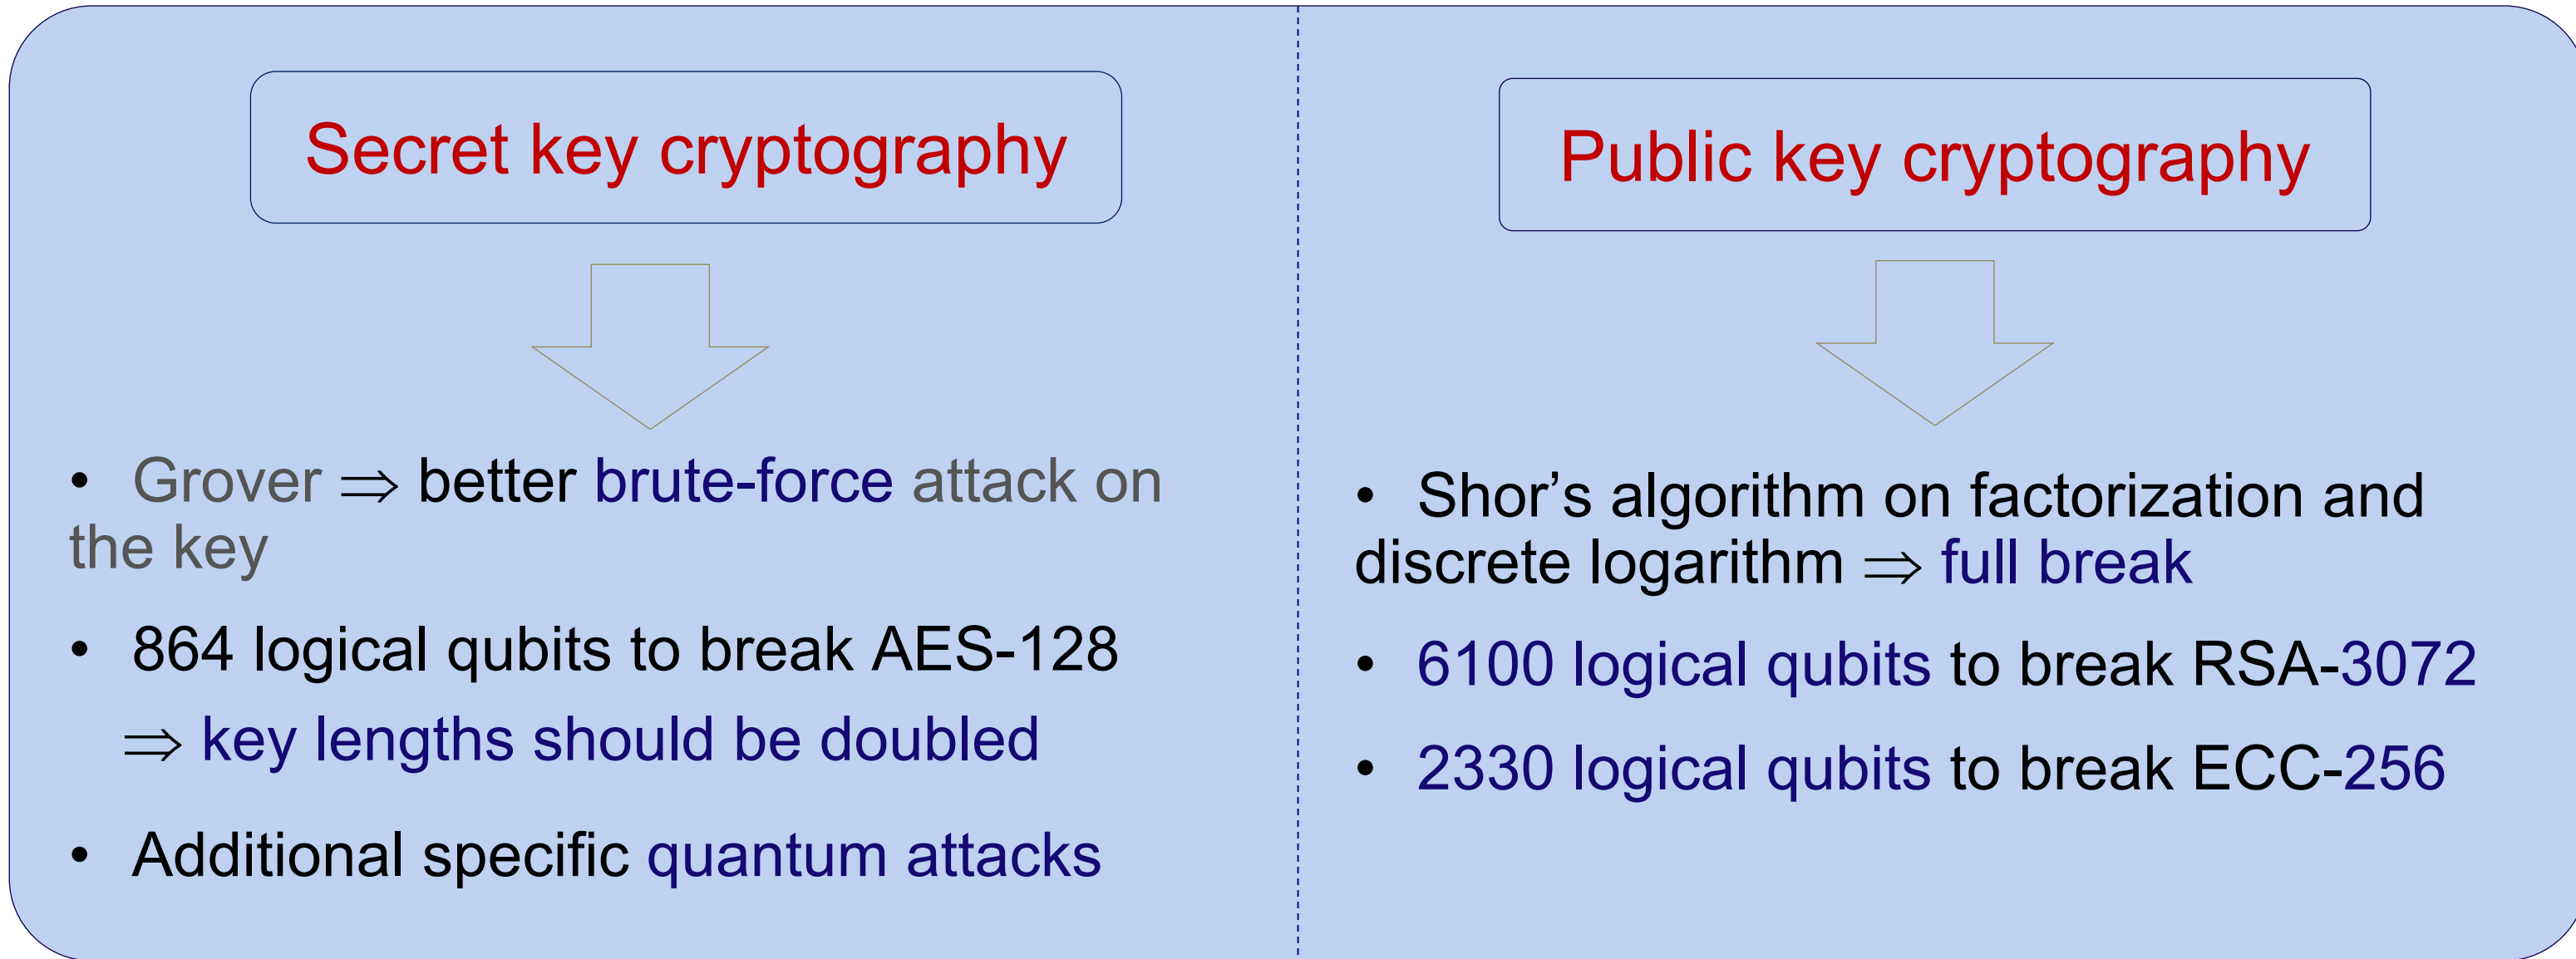 Secret key cryptography
• Grover ⇒ better brute-force attack on
the key
• 864 logical qubits to break AES-128
⇒ key lengths should be doubled
• Additional specific quantum attacks
Public key cryptography
• Shor’s algorithm on factorization and
discrete logarithm ⇒ full break
• 6100 logical qubits to break RSA-3072
• 2330 logical qubits to break ECC-256